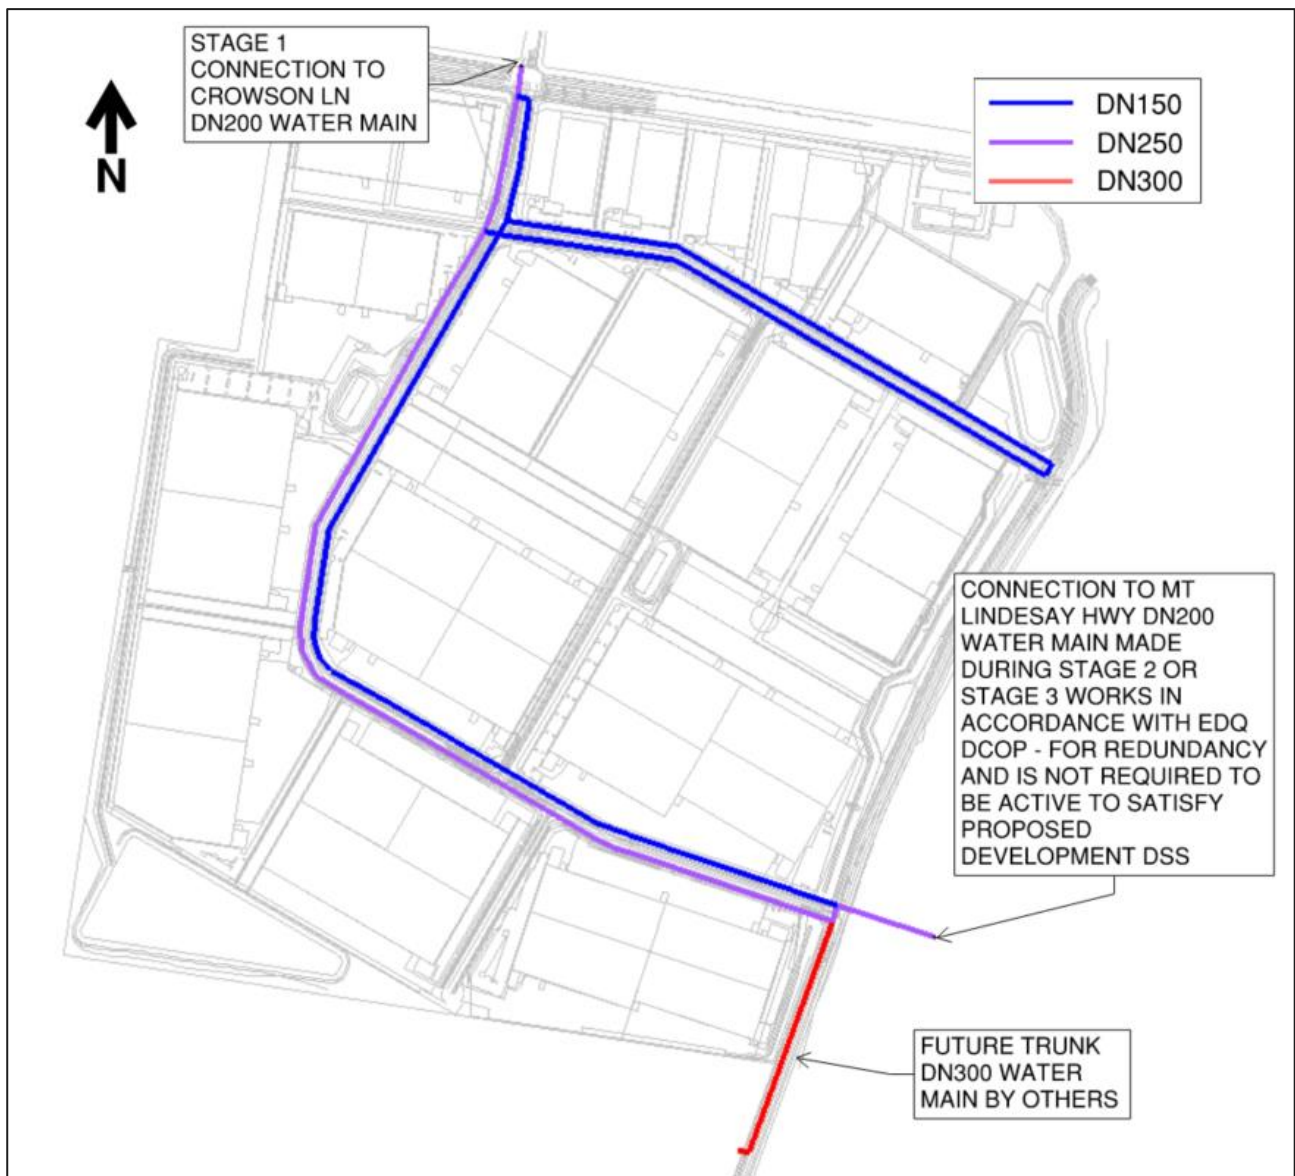 STAGE 1
CONNECTION TO
CROWSON LN
DN200 WATER MAIN
N
DN150
DN250
DN300
CONNECTION TO MT
LINDESAY HWY DN200
WATER MAIN MADE
DURING STAGE 2 OR
STAGE 3 WORKS IN
ACCORDANCE WITH EDQ
DCOP - FOR REDUNDANCY
AND IS NOT REQUIRED TO
BE ACTIVE TO SATISFY
PROPOSED
DEVELOPMENT DSS
FUTURE TRUNK
DN300 WATER
MAIN BY OTHERS